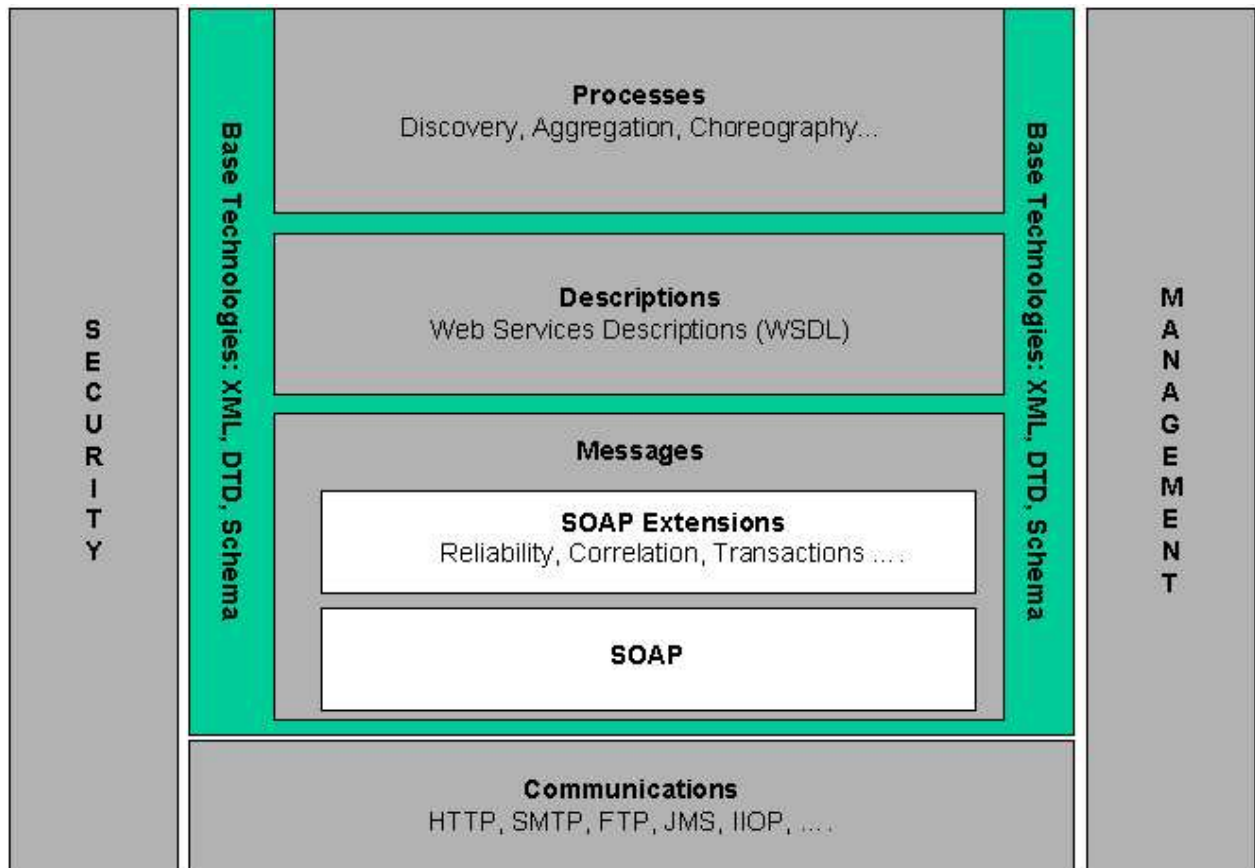 SECURITY
Base Technologies: XML, DTD, Schema
Processes
Discovery, Aggregation, Choreography...
Descriptions
Web Services Descriptions (WSDL)
Messages
SOAP Extensions
Reliability, Correlation, Transactions ....
SOAP
Base Technologies: XML, DTD, Schema
MANAGEMENT
Communications
HTTP, SMTP, FTP, JMS, IIOP, ....